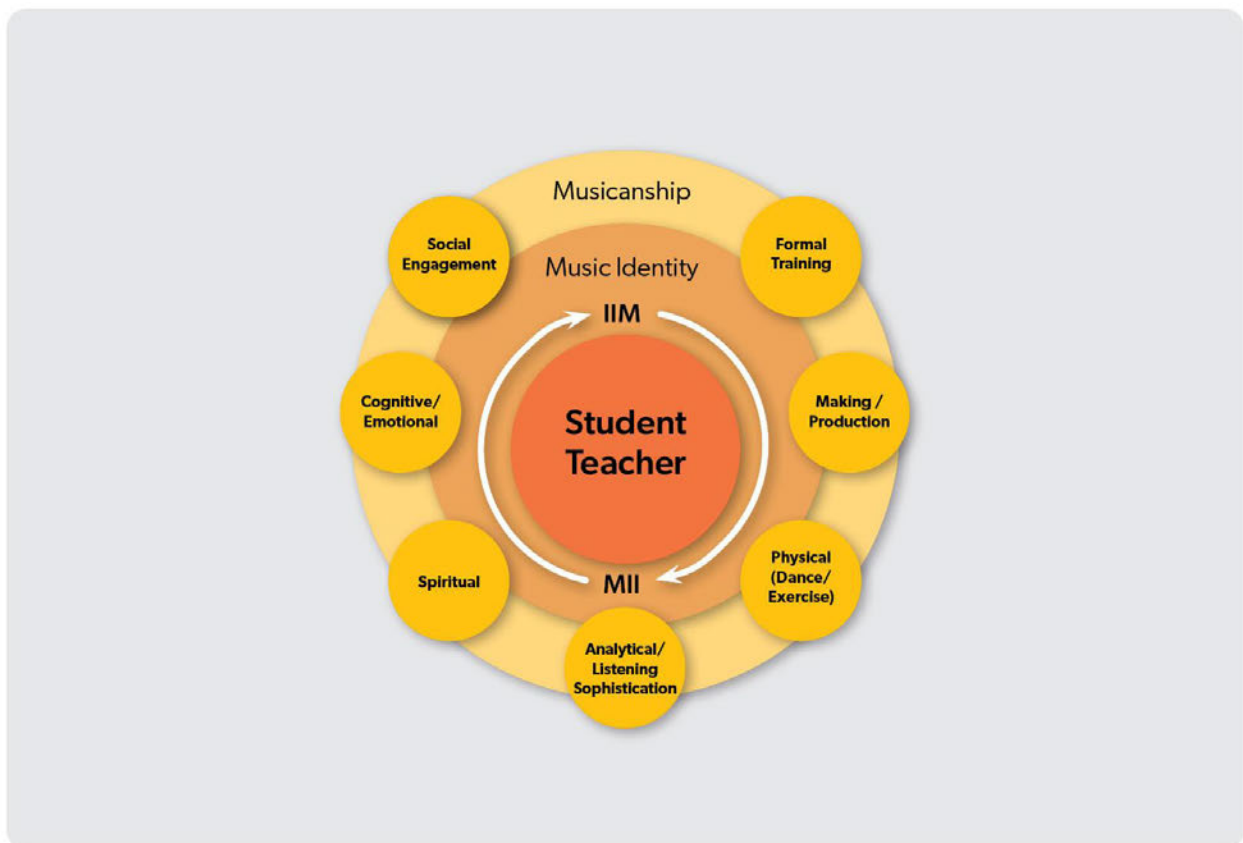 Musicanship
Social
Engagement
Formal
Training
Music Identity
IIM
Cognitive/
Emotional
Student
Teacher
Making /
Production
Spiritual
MII
Physical
(Dance/
Exercise)
Analytical/
Listening
Sophistication